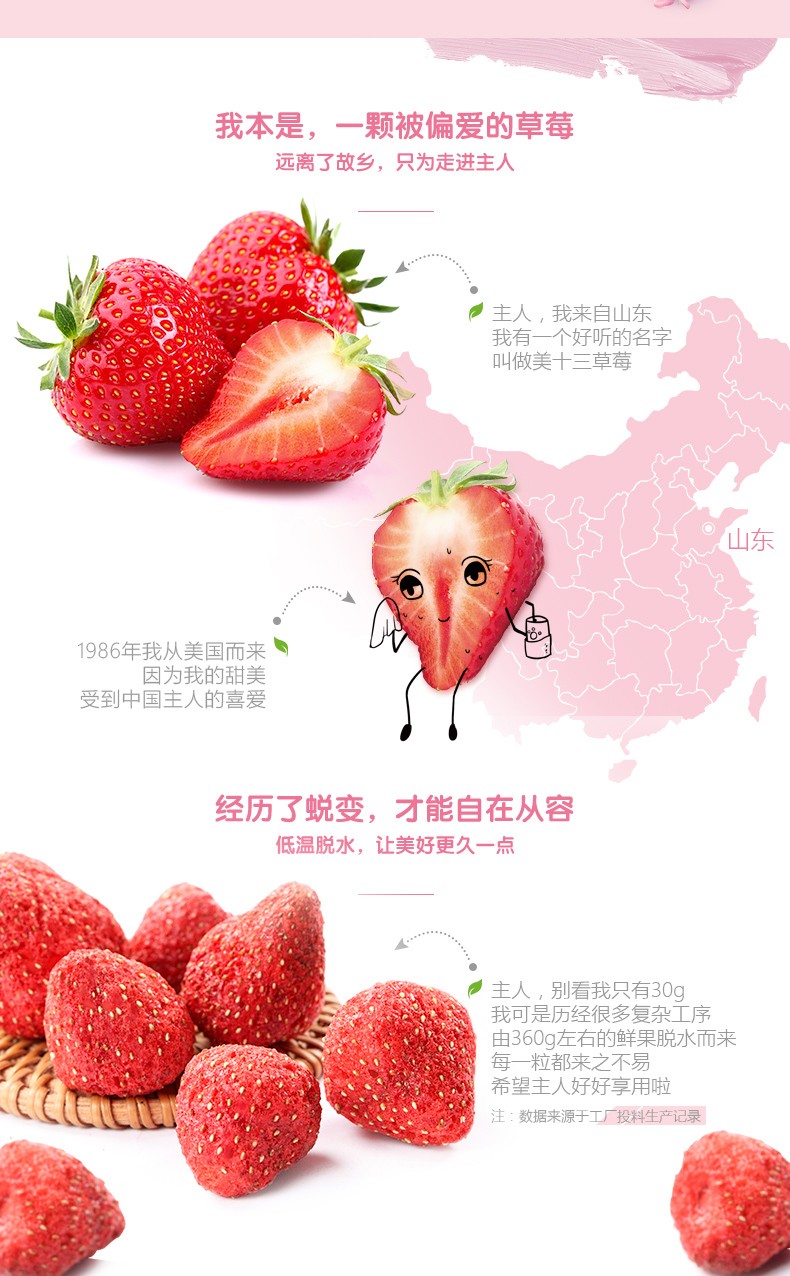 我本是，一颗被偏爱的草莓
远离了故乡，只为走进主人
主人，我来自山东
我有一个好听的名字
叫做美十三草莓
山东
1986年我从美国而来
因为我的甜美
受到中国主人的喜爱
经历了蜕变，才能自在从容
低温脱水，让美好更久一点
主人，别看我只有30g
我可是历经很多复杂工序
由360g左右的鲜果脱水而来
每一粒都来之不易
希望主人好好享用啦
注：数据来源于工厂投料生产记录